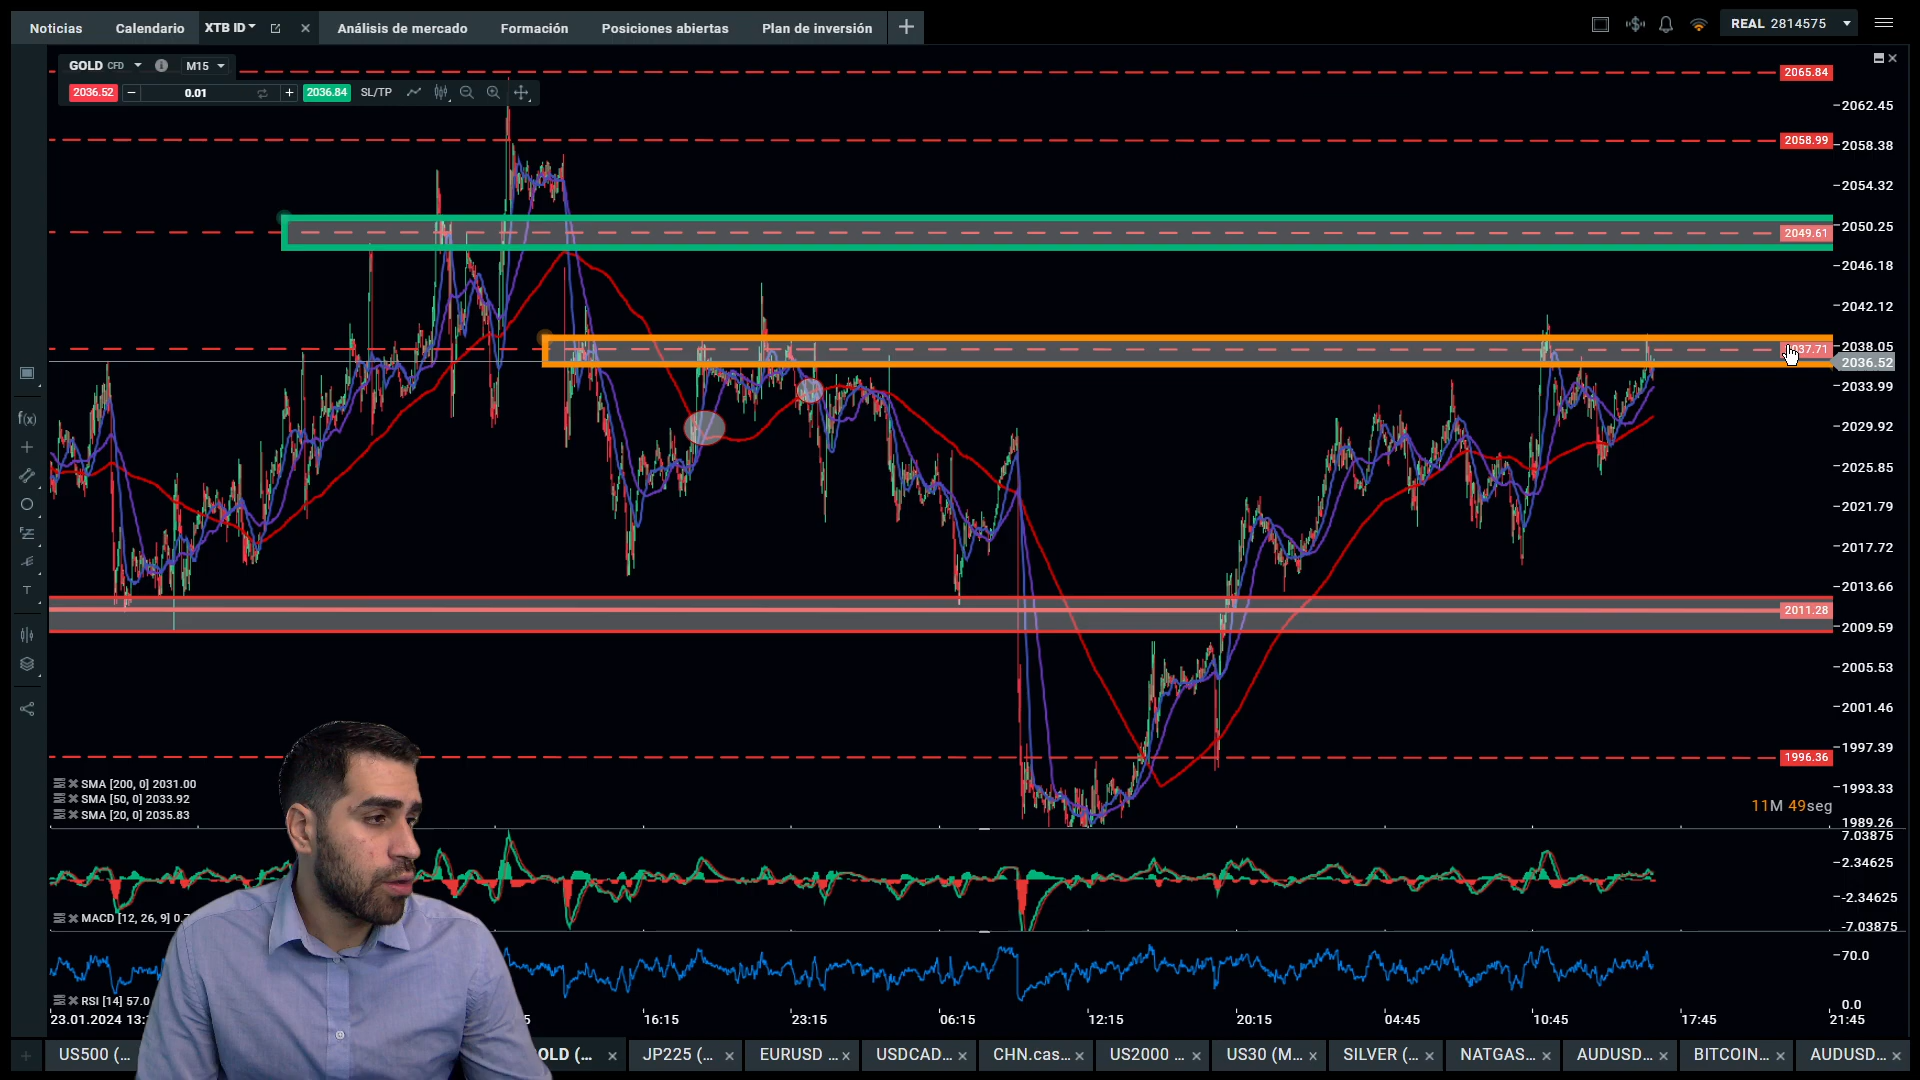 Noticias
Calendario
XTB ID
Análisis de mercado
Formación
Posiciones abiertas
Plan de inversión
REAL 2814575
GOLD CFD
M15
2036.52
0.01
2036.84
SL/TP
2065.84
2062.45
2058.99
2058.38
2054.32
2049.61
2050.25
2046.18
2042.12
2038.05
2036.52
2033.99
2029.92
2025.85
2021.79
2017.72
2013.66
2011.28
2009.59
2005.53
2001.46
1997.39
1996.36
1993.33
1989.26
f(x)
T
SMA [200, 0] 2031.00
SMA [50, 0] 2033.92
SMA [20, 0] 2035.83
11M 49seg
7.03875
2.34625
-2.34625
-7.03875
MACD [12, 26, 9]
70.0
0.0
RSI [14] 57.0
23.01.2024
16:15
23:15
06:15
12:15
20:15
04:45
10:45
17:45
21:45
US500 (...
OLD (...
JP225 (...
EURUSD ...
USDCAD...
CHN.cas...
US2000 ...
US30 (M...
SILVER (...
NATGAS...
AUDUSD...
BITCOIN...
AUDUSD...